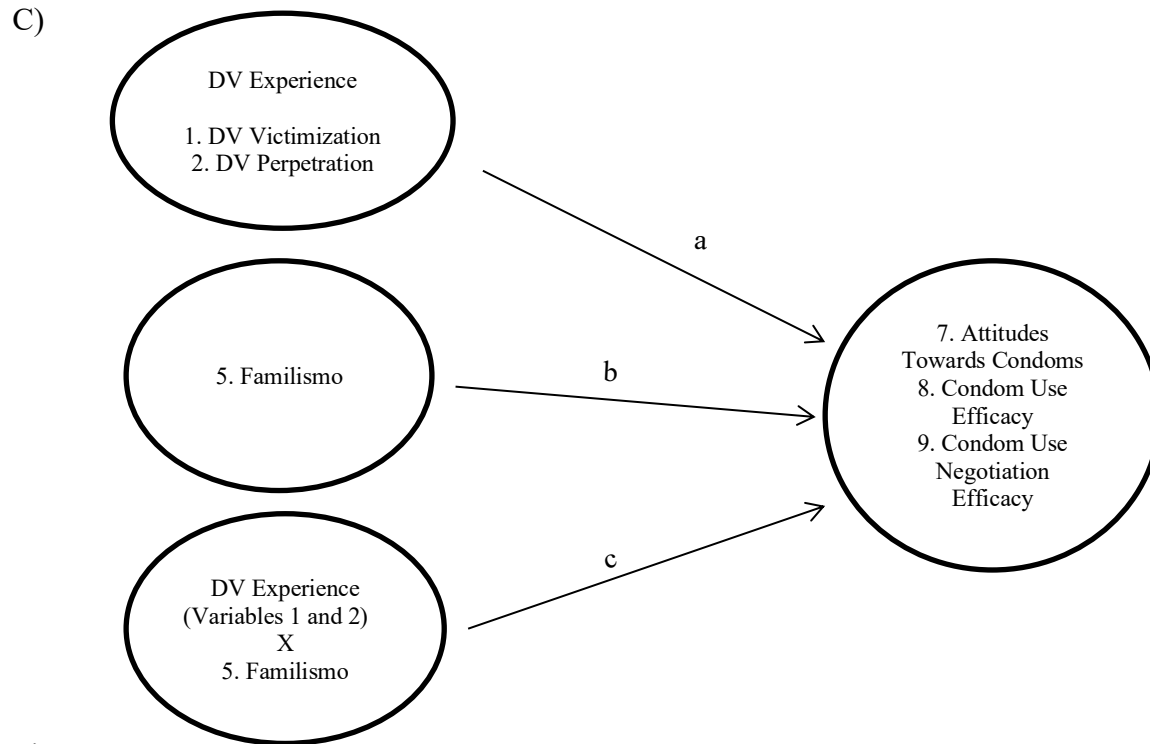 C)
DV Experience
1. DV Victimization
2. DV Perpetration
a
5. Familismo
b
7. Attitudes
Towards Condoms
8. Condom Use
Efficacy
9. Condom Use
Negotiation
Efficacy
c
DV Experience
(Variables 1 and 2)
X
5. Familismo